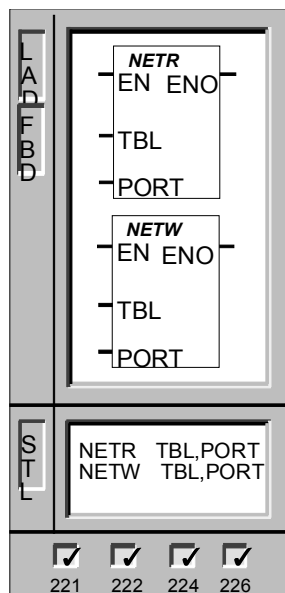 LAD
FBD
NETR
EN ENO
TBL
PORT
NETW
EN ENO
TBL
PORT
STL
NETR TBL,PORT
NETW TBL,PORT
221 222 224 226